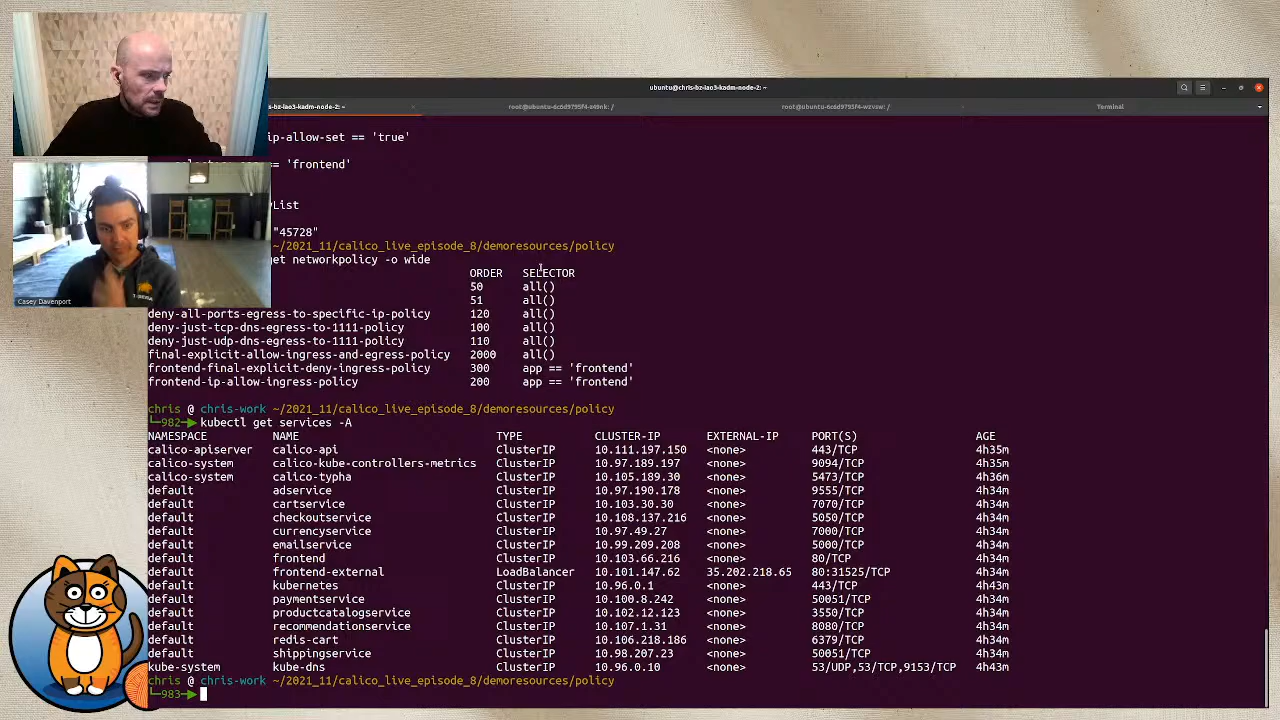 ubuntu@chris-bz-iao3-kadm-node-2: ~
s-bz-iao3-kadm-node-2: ~
root@ubuntu-6c6d9795f4-s49nk: /
root@ubuntu-6c6d9795f4-wzvsw: /
Terminal
ip-allow-set == 'true'
== 'frontend'
List
"45728"
~/2021_11/calico_live_episode_8/demoresources/policy
get networkpolicy -o wide
ORDER SELECTOR
50 all()
51 all()
deny-all-ports-egress-to-specific-ip-policy 120 all()
deny-just-tcp-dns-egress-to-1111-policy 100 all()
deny-just-udp-dns-egress-to-1111-policy 110 all()
final-explicit-allow-ingress-and-egress-policy 2000 all()
frontend-final-explicit-deny-ingress-policy 300 app == 'frontend'
frontend-ip-allow-ingress-policy 200 app == 'frontend'
chris @ chris-work ~/2021_11/calico_live_episode_8/demoresources/policy
982 kubectl get services -A
NAMESPACE NAME TYPE CLUSTER-IP EXTERNAL-IP PORT(S) AGE
calico-apiserver calico-api ClusterIP 10.111.197.150 <none> 443/TCP 4h35m
calico-system calico-kube-controllers-metrics ClusterIP 10.97.189.197 <none> 9094/TCP 4h35m
calico-system calico-typha ClusterIP 10.105.189.30 <none> 5473/TCP 4h36m
default adservice ClusterIP 10.97.190.178 <none> 9555/TCP 4h34m
default cartservice ClusterIP 10.103.30.30 <none> 7070/TCP 4h34m
default checkoutservice ClusterIP 10.108.137.216 <none> 5050/TCP 4h34m
default currencyservice ClusterIP 10.97.49.27 <none> 7000/TCP 4h34m
default emailservice ClusterIP 10.99.209.208 <none> 5000/TCP 4h34m
default frontend ClusterIP 10.103.66.216 <none> 80/TCP 4h34m
default frontend-external LoadBalancer 10.101.147.62 35.202.218.65 80:31525/TCP 4h34m
default kubernetes ClusterIP 10.96.0.1 <none> 443/TCP 4h43m
default paymentservice ClusterIP 10.100.8.242 <none> 50051/TCP 4h34m
default productcatalogservice ClusterIP 10.102.12.123 <none> 3550/TCP 4h34m
default recommendationservice ClusterIP 10.107.1.31 <none> 8080/TCP 4h34m
default redis-cart ClusterIP 10.106.218.186 <none> 6379/TCP 4h34m
default shippingservice ClusterIP 10.98.207.23 <none> 50051/TCP 4h34m
kube-system kube-dns ClusterIP 10.96.0.10 <none> 53/UDP,53/TCP,9153/TCP 4h43m
chris @ chris-work ~/2021_11/calico_live_episode_8/demoresources/policy
983
Casey Davenport